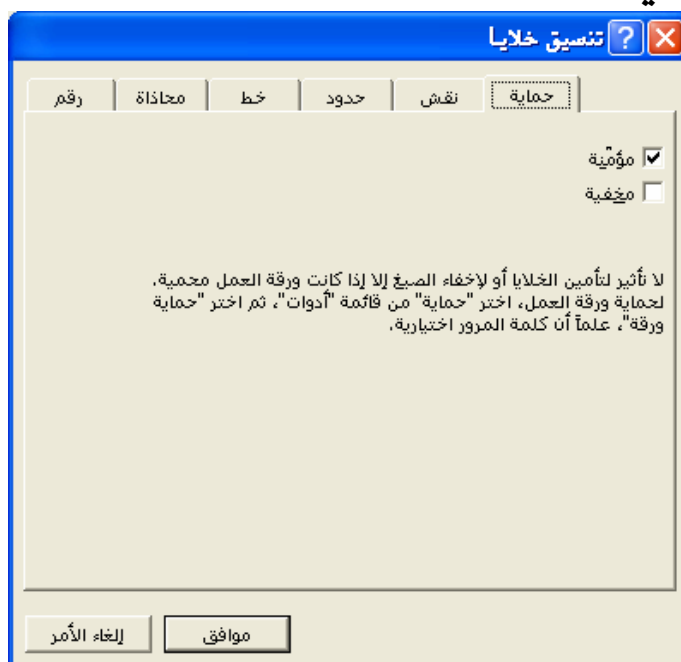 تنسيق خلايا
حماية نقش حدود خط محاذاة رقم
مؤمّنة
مخفية
لا تأثير لتأمين الخلايا أو لإخفاء الصيغ إلا إذا كانت ورقة العمل محمية.
لحماية ورقة العمل، اختر "حماية" من قائمة "أدوات"، ثم اختر "حماية
ورقة"، علماً أن كلمة المرور اختيارية.
موافق إلغاء الأمر